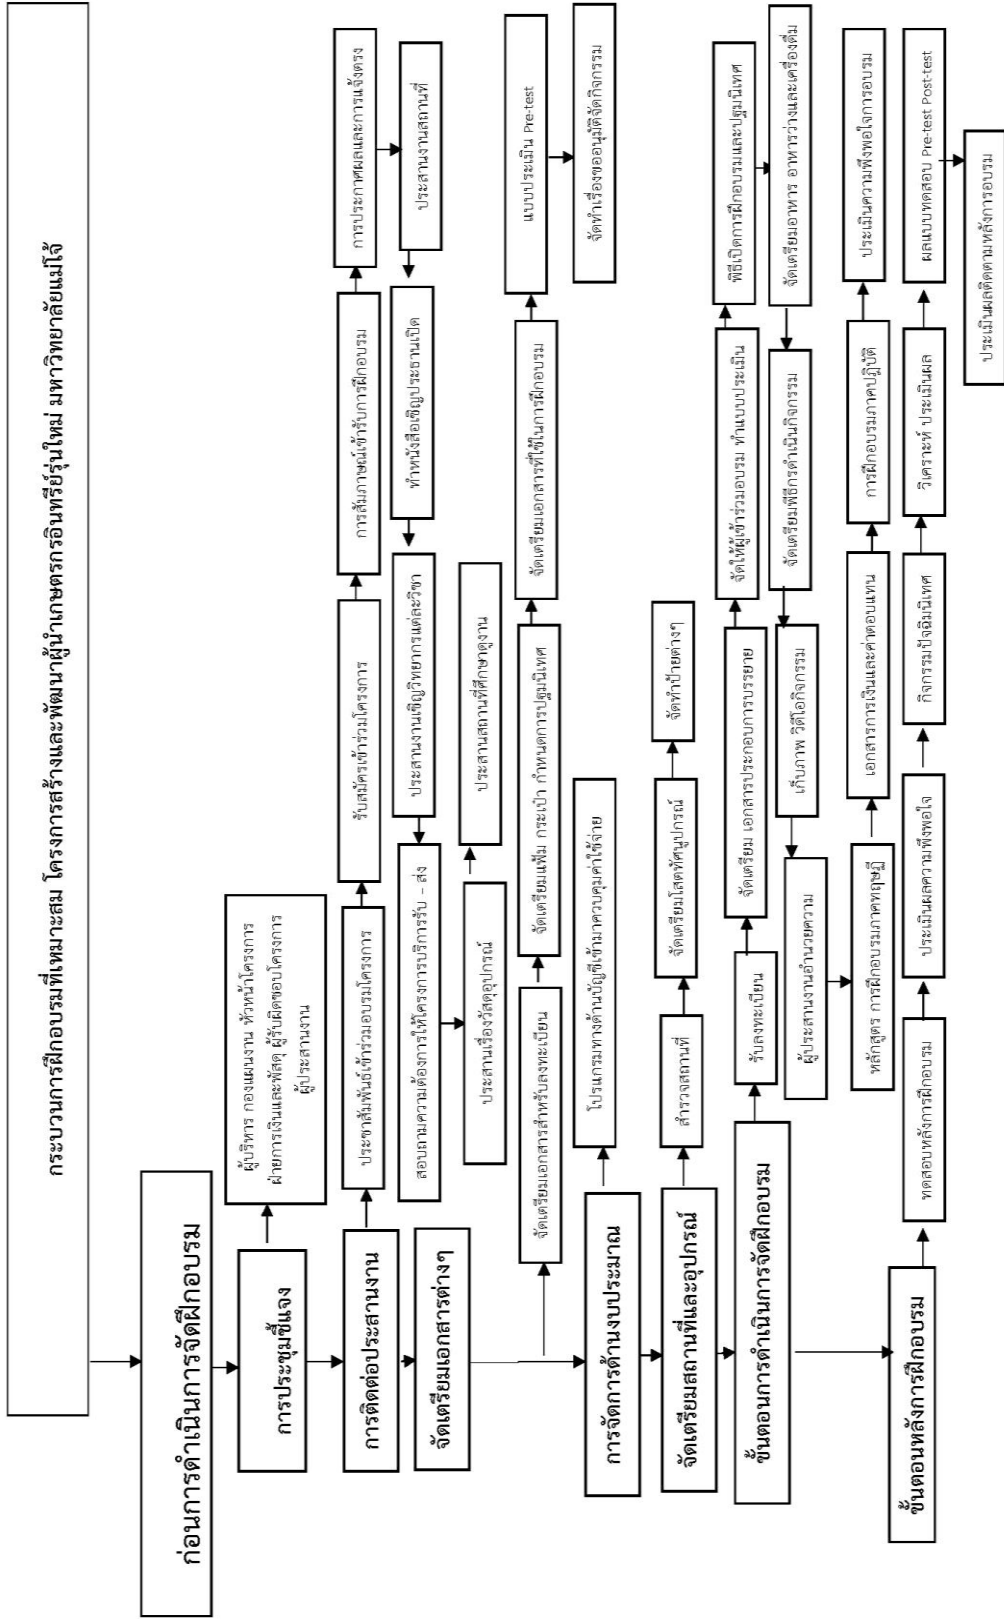 กระบวนการฝึกอบรมที่เหมาะสม โครงการสร้างและพัฒนาผู้นำเกษตรกรอินทรีย์รุ่นใหม่ มหาวิทยาลัยแม่โจ้
ก่อนการดำเนินการจัดฝึกอบรม
การประชุมชี้แจง
ผู้บริหาร กองแผนงาน หัวหน้าโครงการ
ฝ่ายการเงินและพัสดุ ผู้รับผิดชอบโครงการ
ผู้ประสานงาน
การติดต่อประสานงาน
ประชาสัมพันธ์เข้าร่วมอบรมโครงการ
รับสมัครเข้าร่วมโครงการ
การสัมภาษณ์เข้ารับการฝึกอบรม
การประกาศผลและการแจ้งตรง
ประสานงานสถานที่
ทำหนังสือเชิญประธานเปิด
ประสานงานเชิญวิทยากรแต่ละวิชา
สอบถามความต้องการให้โครงการบริการรับ – ส่ง
ประสานเรื่องวัสดุอุปกรณ์
ประสานสถานที่ศึกษาดูงาน
จัดเตรียมเอกสารต่างๆ
จัดเตรียมเอกสารสำหรับลงทะเบียน
จัดเตรียมแฟ้ม กระเป๋า กำหนดการปฐมนิเทศ
จัดเตรียมเอกสารที่ใช้ในการฝึกอบรม
แบบประเมิน Pre-test
จัดทำเรื่องขออนุมัติจัดกิจกรรม
การจัดการด้านงบประมาณ
โปรแกรมทางด้านบัญชีเข้ามาควบคุมค่าใช้จ่าย
จัดเตรียมสถานที่และอุปกรณ์
สำรวจสถานที่
จัดเตรียมโสตทัศนูปกรณ์
จัดทำป้ายต่างๆ
ขั้นตอนการดำเนินการจัดฝึกอบรม
รับลงทะเบียน
จัดเตรียม เอกสารประกอบการบรรยาย
จัดให้ผู้เข้าร่วมอบรม ทำแบบประเมิน
พิธีเปิดการฝึกอบรมและปฐมนิเทศ
จัดเตรียมอาหาร อาหารว่างและเครื่องดื่ม
จัดเตรียมพิธีกรดำเนินกิจกรรม
เก็บภาพ วิดีโอกิจกรรม
ผู้ประสานงานอำนวยความ
หลักสูตร การฝึกอบรมภาคทฤษฎี
เอกสารการเงินและค่าตอบแทน
การฝึกอบรมภาคปฏิบัติ
ประเมินความพึงพอใจการอบรม
ขั้นตอนหลังการฝึกอบรม
ทดสอบหลังการฝึกอบรม
ประเมินผลความพึงพอใจ
กิจกรรมปัจฉิมนิเทศ
วิเคราะห์ ประเมินผล
ผลแบบทดสอบ Pre-test Post-test
ประเมินผลติดตามหลังการอบรม